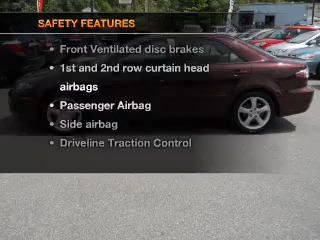 SAFETY FEATURES
• Front Ventilated disc brakes
• 1st and 2nd row curtain head
airbags
• Passenger Airbag
• Side airbag
• Driveline Traction Control